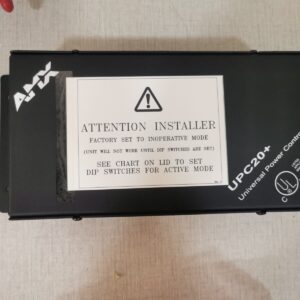 AMX
ATTENTION INSTALLER
FACTORY SET TO INOPERATIVE MODE
(UNIT WILL NOT WORK UNTIL DIP SWITCHES ARE SET)
SEE CHART ON LID TO SET
DIP SWITCHES FOR ACTIVE MODE
UPC20+
Universal Power